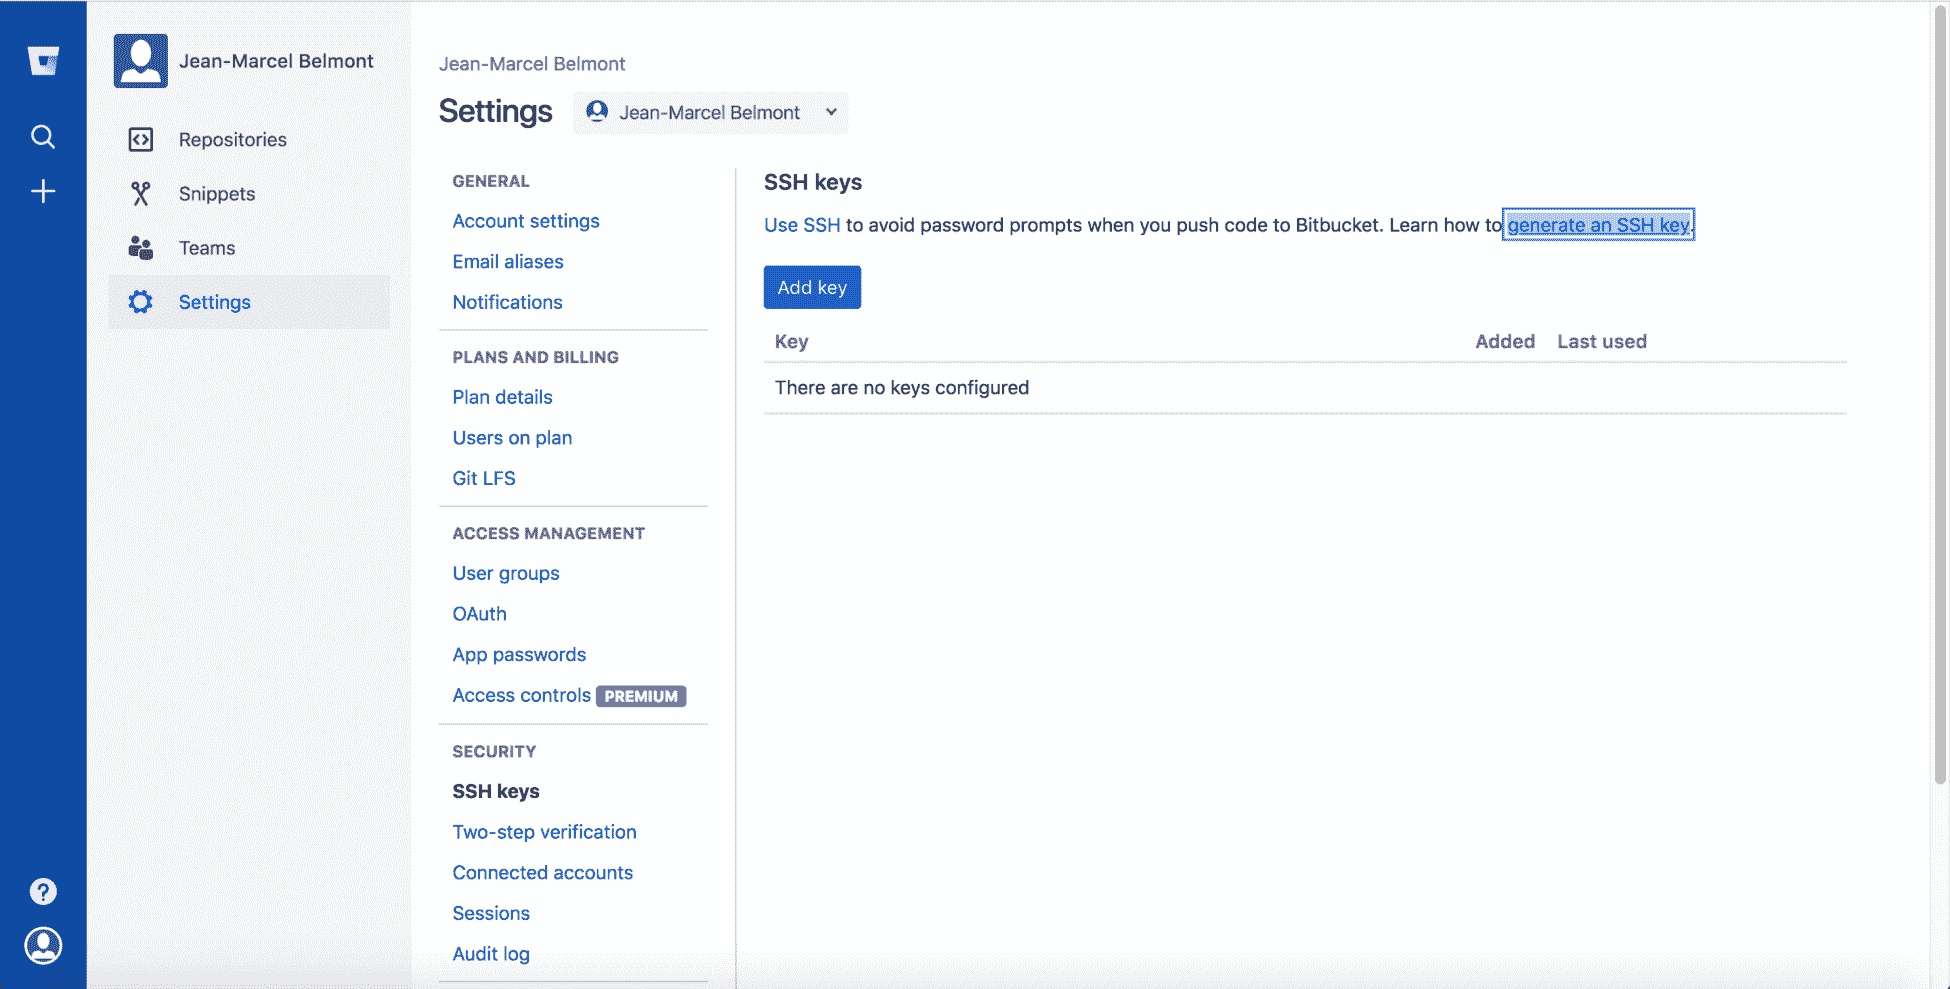 Jean-Marcel Belmont
Repositories
Snippets
Teams
Settings
Jean-Marcel Belmont
Settings
Jean-Marcel Belmont
GENERAL
Account settings
Email aliases
Notifications
PLANS AND BILLING
Plan details
Users on plan
Git LFS
ACCESS MANAGEMENT
User groups
OAuth
App passwords
Access controls PREMIUM
SECURITY
SSH keys
Two-step verification
Connected accounts
Sessions
Audit log
SSH keys
Use SSH to avoid password prompts when you push code to Bitbucket. Learn how to generate an SSH key.
Add key
Key Added Last used
There are no keys configured